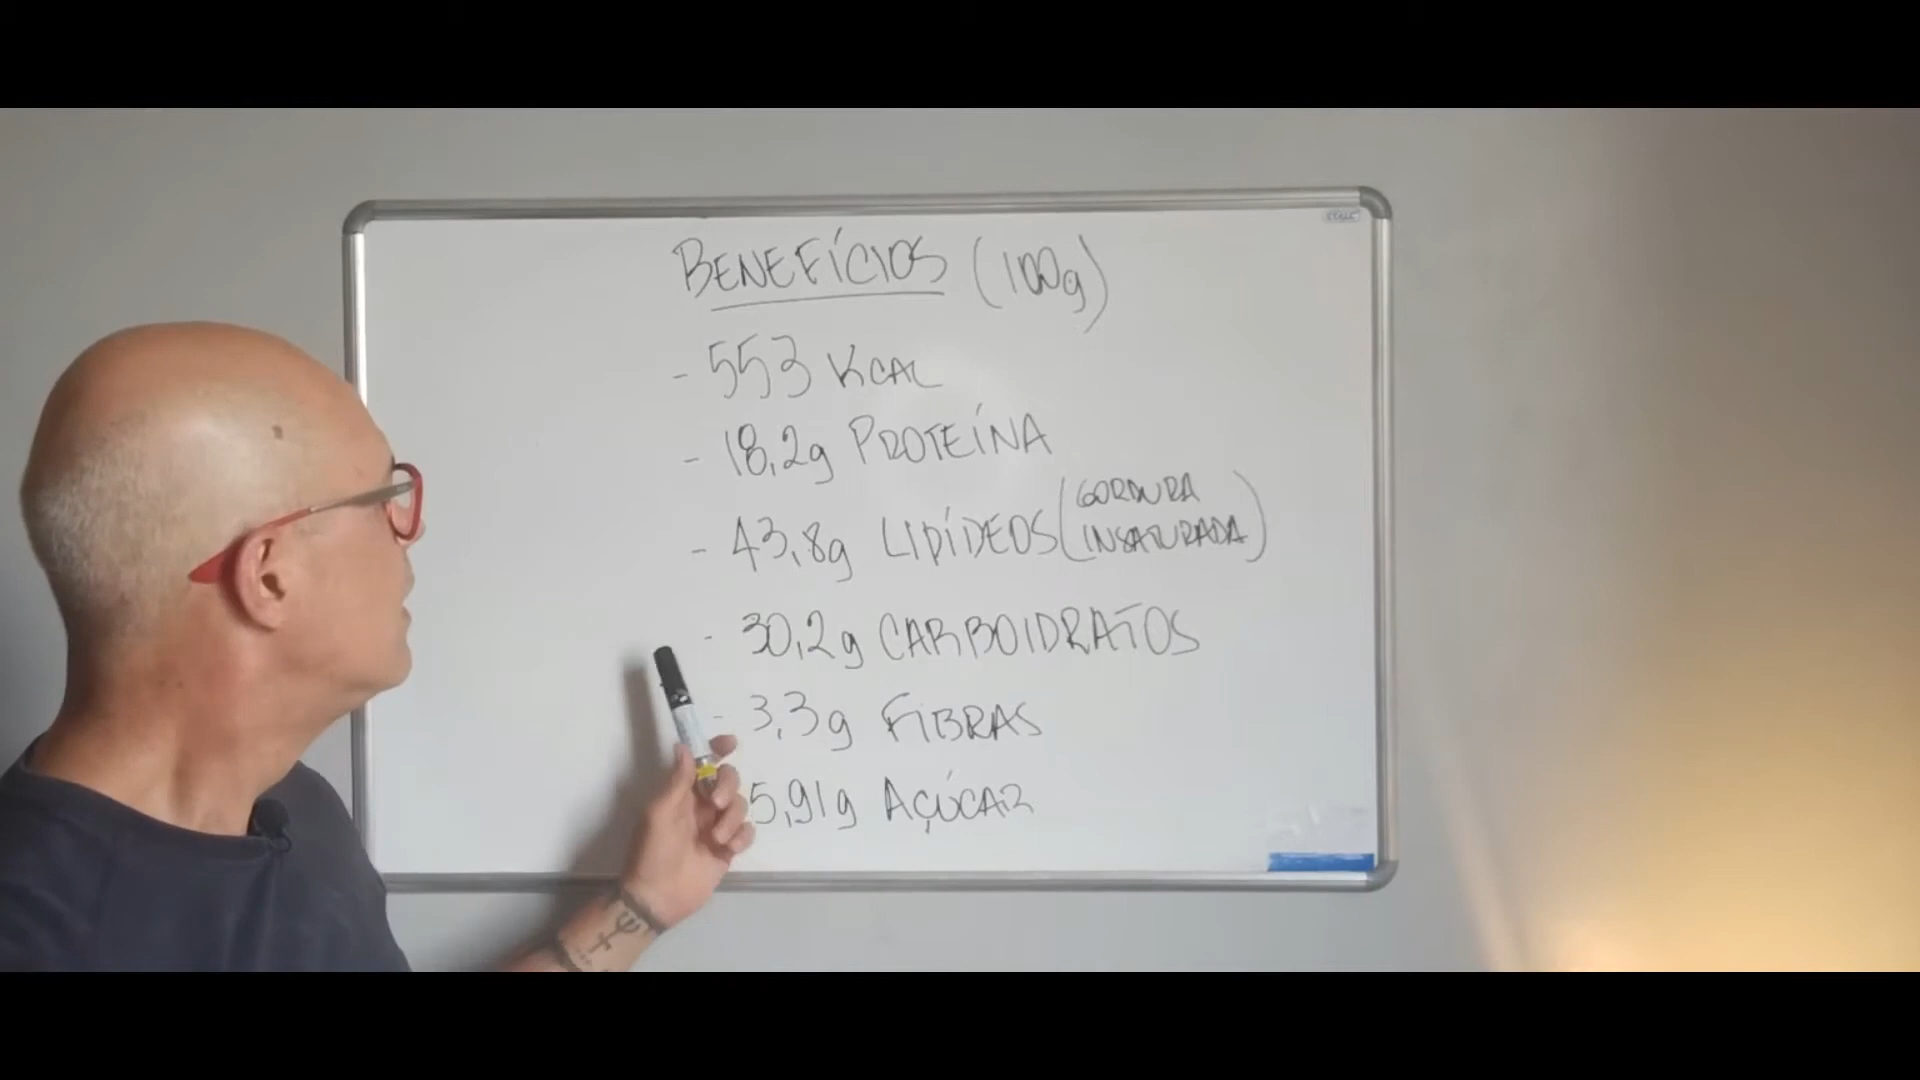 BENEFÍCIOS (100g)
- 553 KCAL
- 18,2g PROTEÍNA
- 43,8g LIPÍDEOS (GORDURA INSATURADA)
- 30,2g CARBOIDRATOS
- 3,3g FIBRAS
5,91g AÇÚCAR